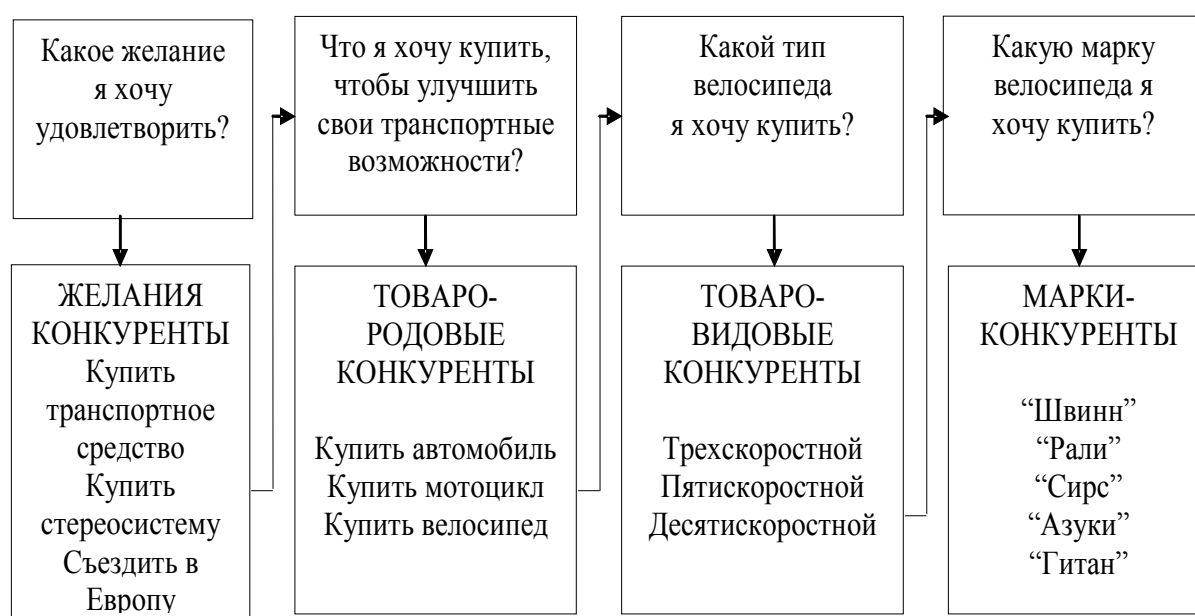 Какое желание
я хочу
удовлетворить?
Что я хочу купить,
чтобы улучшить
свои транспортные
возможности?
Какой тип
велосипеда
я хочу купить?
Какую марку
велосипеда я
хочу купить?
ЖЕЛАНИЯ
КОНКУРЕНТЫ
Купить
транспортное
средство
Купить
стереосистему
Съездить в
Европу
ТОВАРО-
РОДОВЫЕ
КОНКУРЕНТЫ
Купить автомобиль
Купить мотоцикл
Купить велосипед
ТОВАРО-
ВИДОВЫЕ
КОНКУРЕНТЫ
Трехскоростной
Пятискоростной
Десятискоростной
МАРКИ-
КОНКУРЕНТЫ
“Швинн”
“Рали”
“Сирс”
“Азуки”
“Гитан”